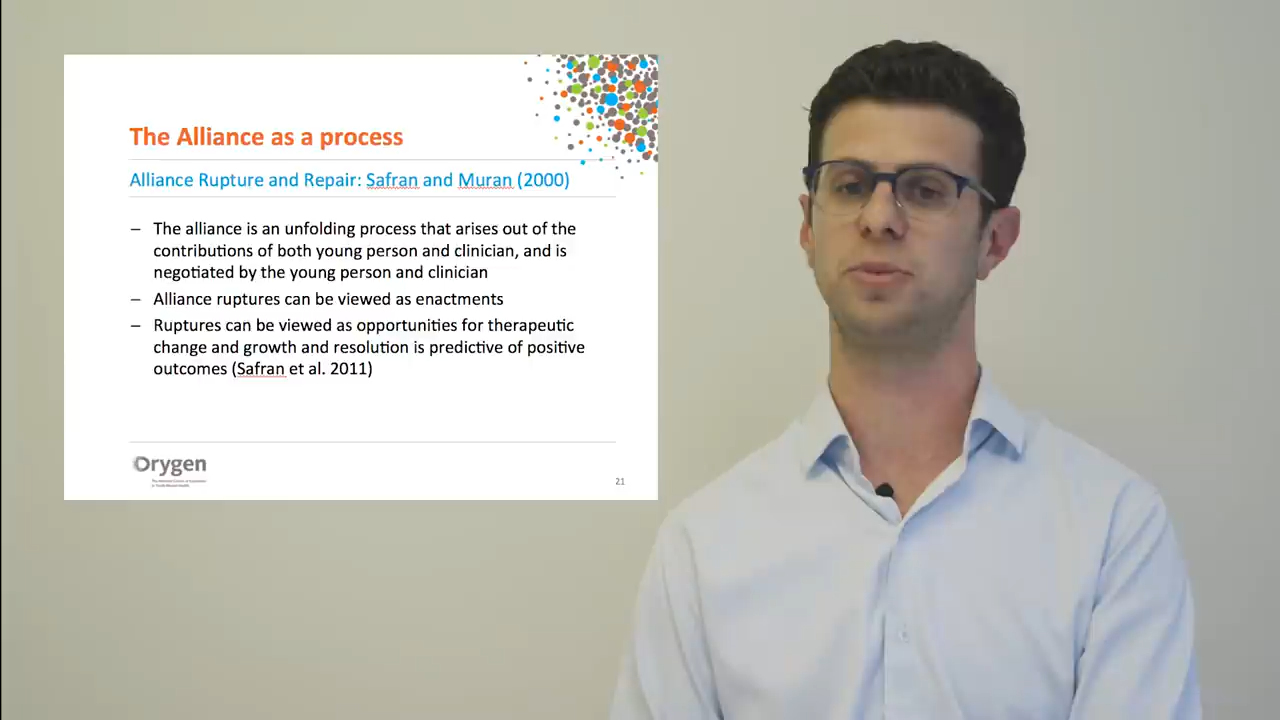 The Alliance as a process
Alliance Rupture and Repair: Safran and Muran (2000)
– The alliance is an unfolding process that arises out of the
contributions of both young person and clinician, and is
negotiated by the young person and clinician
– Alliance ruptures can be viewed as enactments
– Ruptures can be viewed as opportunities for therapeutic
change and growth and resolution is predictive of positive
outcomes (Safran et al. 2011)
Orygen
21